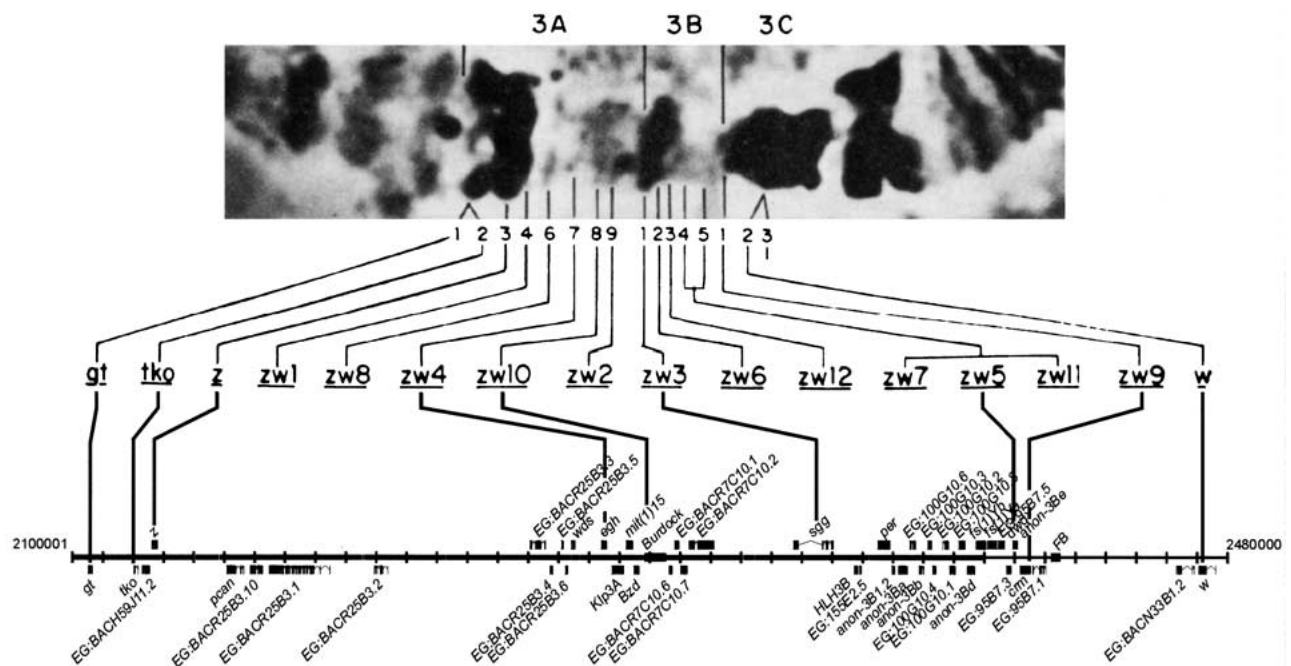 3A 3B 3C
1 2 3 4 6 7 8 9 1 2 3 4 5 1 2 3
gt tko z zw1 zw8 zw4 zw10 zw2 zw3 zw6 zw12 zw7 zw5 zw11 zw9 w
z
EG:BACR25B3.3
EG:BACR25B3.5
wds
egh
mit(1)15
Burdock
EG:BACR7C10.1
EG:BACR7C10.2
sgg
per
EG:100G10.6
EG:100G10.3
EG:100G10.2
EG:100G10.5
anon-3Be
FB
2100001
2480000
gt
tko
EG:BACH59J11.2
pcan
EG:BACR25B3.10
EG:BACR25B3.1
EG:BACR25B3.2
EG:BACR25B3.4
EG:BACR25B3.6
Klp3A
Bzd
EG:BACR7C10.6
EG:BACR7C10.7
HLH3B
EG:155E2.5
anon-3B1.2
anon-3Ba
anon-3Bb
EG:100G10.4
EG:100G10.1
anon-3Bd
EG:95B7.3
crm
EG:95B7.1
EG:BACN33B1.2
w